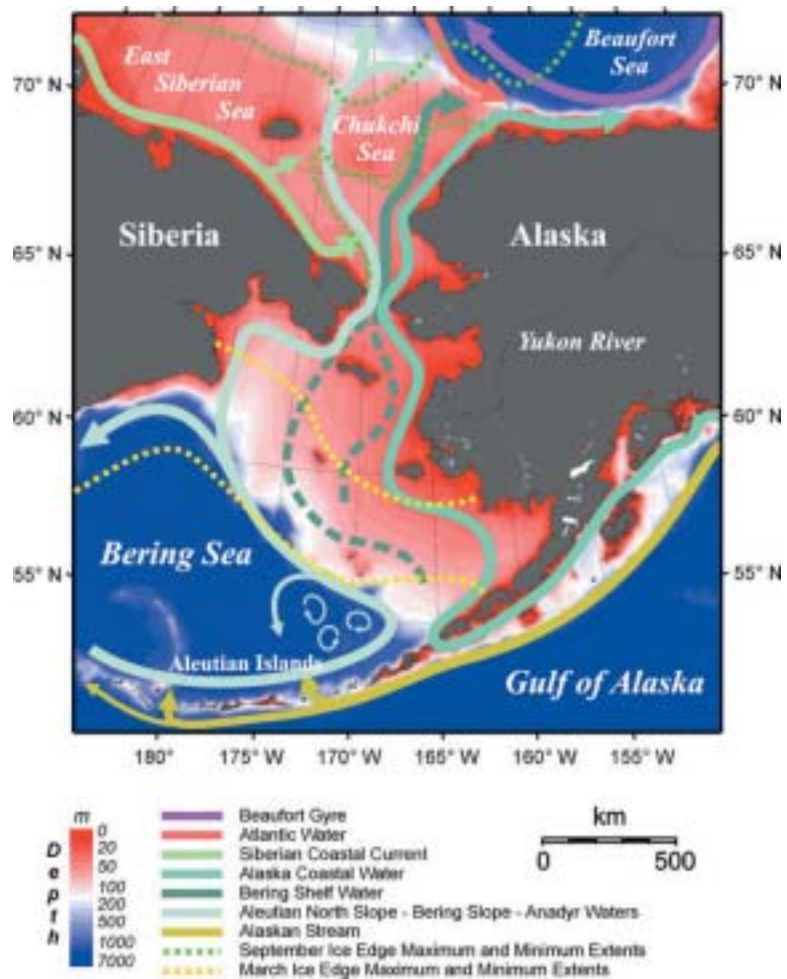 East
Siberian
Sea
Beaufort
Sea
70° N
70° N
Chukchi
Sea
Siberia
Alaska
65° N
65° N
Yukon River
60° N
60° N
Bering Sea
55° N
55° N
Aleutian Islands
Gulf of Alaska
180° 175° W 170° W 165° W 160° W 155° W
m
Depth
0
20
50
100
200
500
1000
7000
Beaufort Gyre
Atlantic Water
Siberian Coastal Current
Alaska Coastal Water
Bering Shelf Water
Aleutian North Slope - Bering Slope - Anadyr Waters
Alaskan Stream
September Ice Edge Maximum and Minimum Extents
March Ice Edge Maximum and Minimum Extents
km
0 500